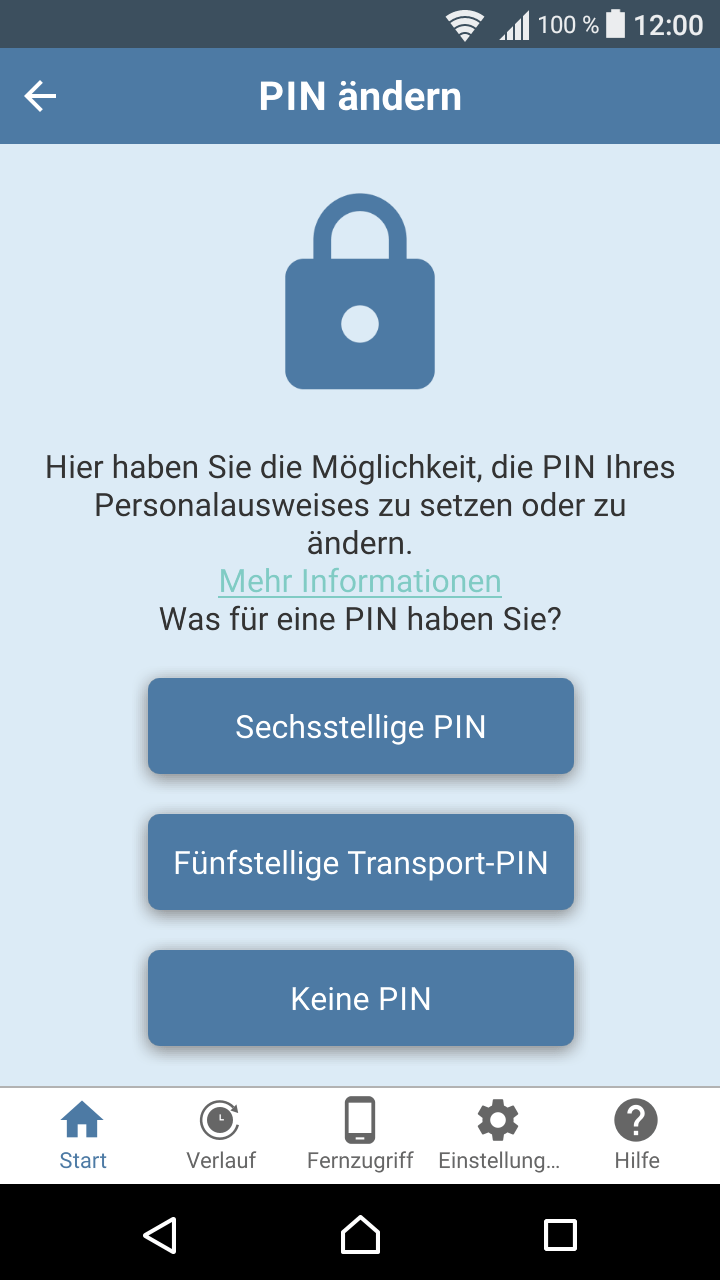 100 % 12:00
PIN ändern
Hier haben Sie die Möglichkeit, die PIN Ihres
Personalausweises zu setzen oder zu
ändern.
Mehr Informationen
Was für eine PIN haben Sie?
Sechsstellige PIN
Fünfstellige Transport-PIN
Keine PIN
Start Verlauf Fernzugriff Einstellung... Hilfe